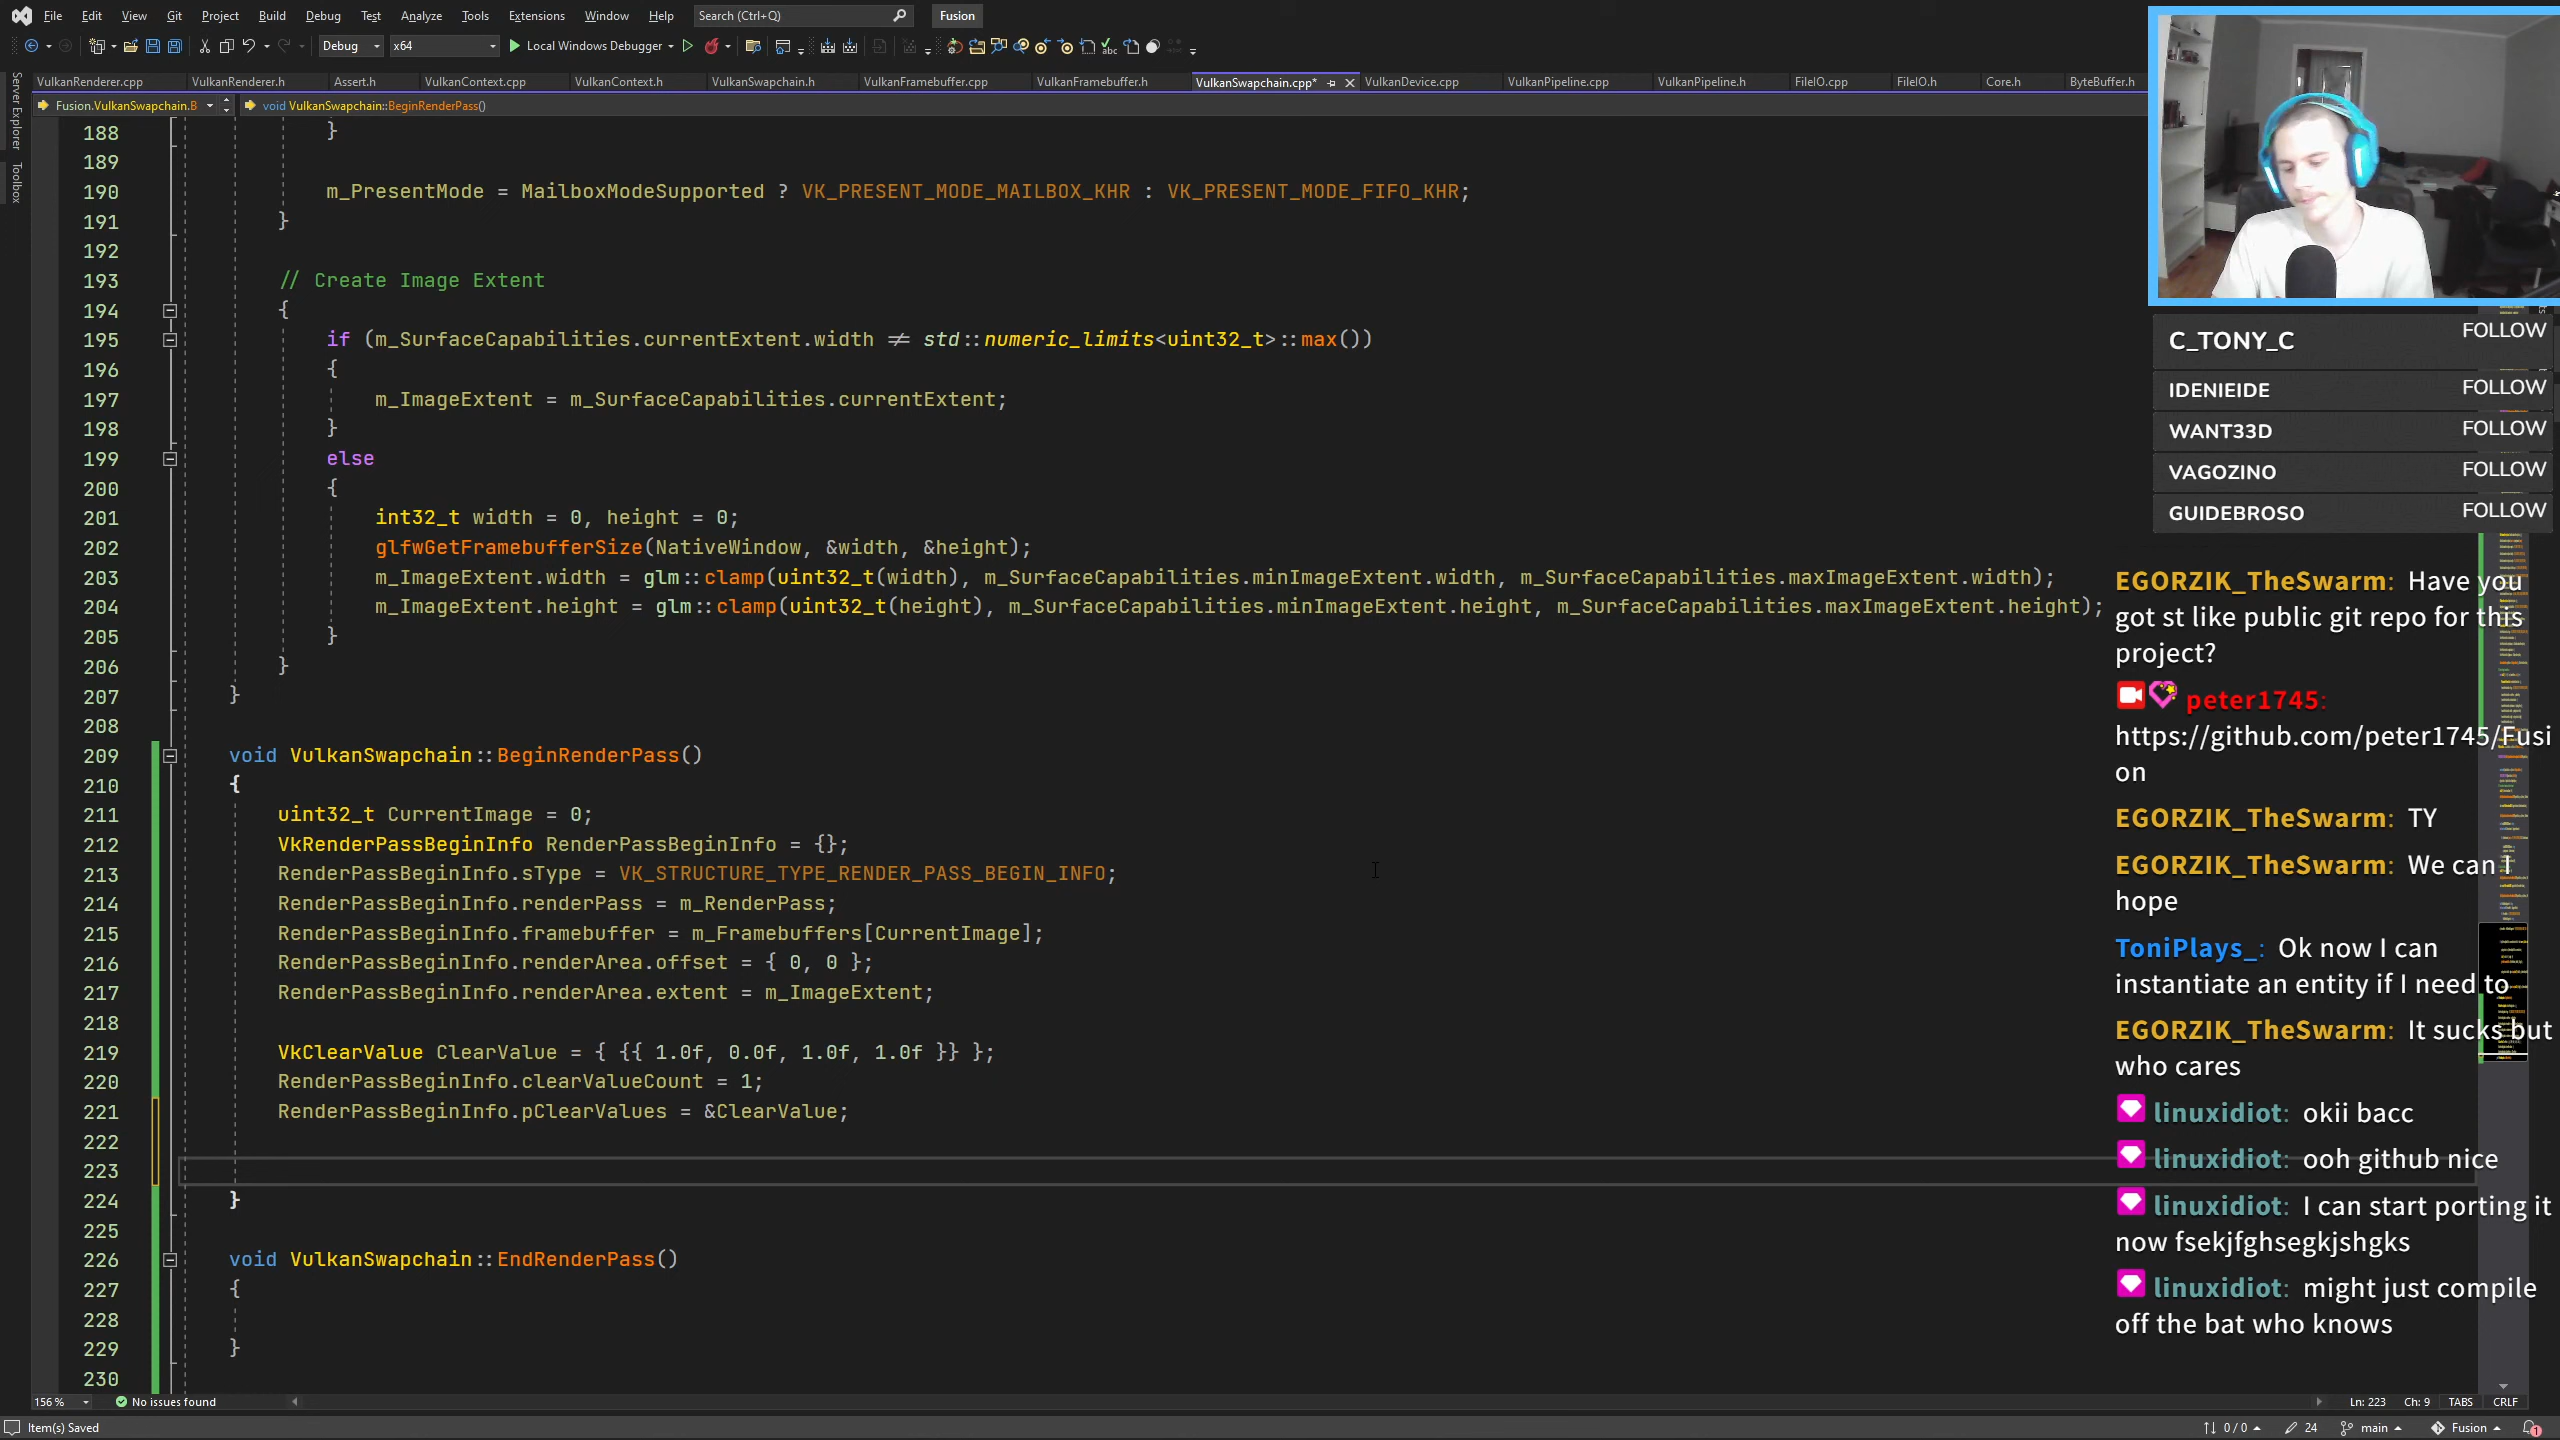 File Edit View Git Project Build Debug Test Analyze Tools Extensions Window Help Search (Ctrl+Q) Fusion
Debug x64 Local Windows Debugger
VulkanRenderer.cpp VulkanRenderer.h Assert.h VulkanContext.cpp VulkanContext.h VulkanSwapchain.h VulkanFramebuffer.cpp VulkanFramebuffer.h VulkanSwapchain.cpp* VulkanDevice.cpp VulkanPipeline.cpp VulkanPipeline.h FileIO.cpp FileIO.h Core.h ByteBuffer.h
Fusion.VulkanSwapchain.B void VulkanSwapchain::BeginRenderPass()
Server Explorer
Toolbox
188 }
189
190 m_PresentMode = MailboxModeSupported ? VK_PRESENT_MODE_MAILBOX_KHR : VK_PRESENT_MODE_FIFO_KHR;
191 }
192
193 // Create Image Extent
194 {
195 if (m_SurfaceCapabilities.currentExtent.width != std::numeric_limits<uint32_t>::max())
196 {
197 m_ImageExtent = m_SurfaceCapabilities.currentExtent;
198 }
199 else
200 {
201 int32_t width = 0, height = 0;
202 glfwGetFramebufferSize(NativeWindow, &width, &height);
203 m_ImageExtent.width = glm::clamp(uint32_t(width), m_SurfaceCapabilities.minImageExtent.width, m_SurfaceCapabilities.maxImageExtent.width);
204 m_ImageExtent.height = glm::clamp(uint32_t(height), m_SurfaceCapabilities.minImageExtent.height, m_SurfaceCapabilities.maxImageExtent.height);
205 }
206 }
207 }
208
209 void VulkanSwapchain::BeginRenderPass()
210 {
211 uint32_t CurrentImage = 0;
212 VkRenderPassBeginInfo RenderPassBeginInfo = {};
213 RenderPassBeginInfo.sType = VK_STRUCTURE_TYPE_RENDER_PASS_BEGIN_INFO;
214 RenderPassBeginInfo.renderPass = m_RenderPass;
215 RenderPassBeginInfo.framebuffer = m_Framebuffers[CurrentImage];
216 RenderPassBeginInfo.renderArea.offset = { 0, 0 };
217 RenderPassBeginInfo.renderArea.extent = m_ImageExtent;
218
219 VkClearValue ClearValue = { {{ 1.0f, 0.0f, 1.0f, 1.0f }} };
220 RenderPassBeginInfo.clearValueCount = 1;
221 RenderPassBeginInfo.pClearValues = &ClearValue;
222
223
224 }
225
226 void VulkanSwapchain::EndRenderPass()
227 {
228
229 }
230
C_TONY_C FOLLOW
IDENIEIDE FOLLOW
WANT33D FOLLOW
VAGOZINO FOLLOW
GUIDEBROSO FOLLOW
EGORZIK_TheSwarm: Have you
got st like public git repo for this
project?
peter1745:
https://github.com/peter1745/Fusi
on
EGORZIK_TheSwarm: TY
EGORZIK_TheSwarm: We can I
hope
ToniPlays_: Ok now I can
instantiate an entity if I need to
EGORZIK_TheSwarm: It sucks but
who cares
linuxidiot: okii bacc
linuxidiot: ooh github nice
linuxidiot: I can start porting it
now fsekjfghsegkjshgks
linuxidiot: might just compile
off the bat who knows
156 % No issues found Ln: 223 Ch: 9 TABS CRLF
Item(s) Saved 0 / 0 24 main Fusion 1